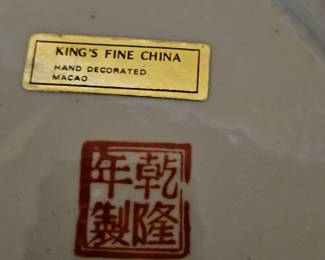 KING'S FINE CHINA
HAND DECORATED
MACAO
乾隆
年製